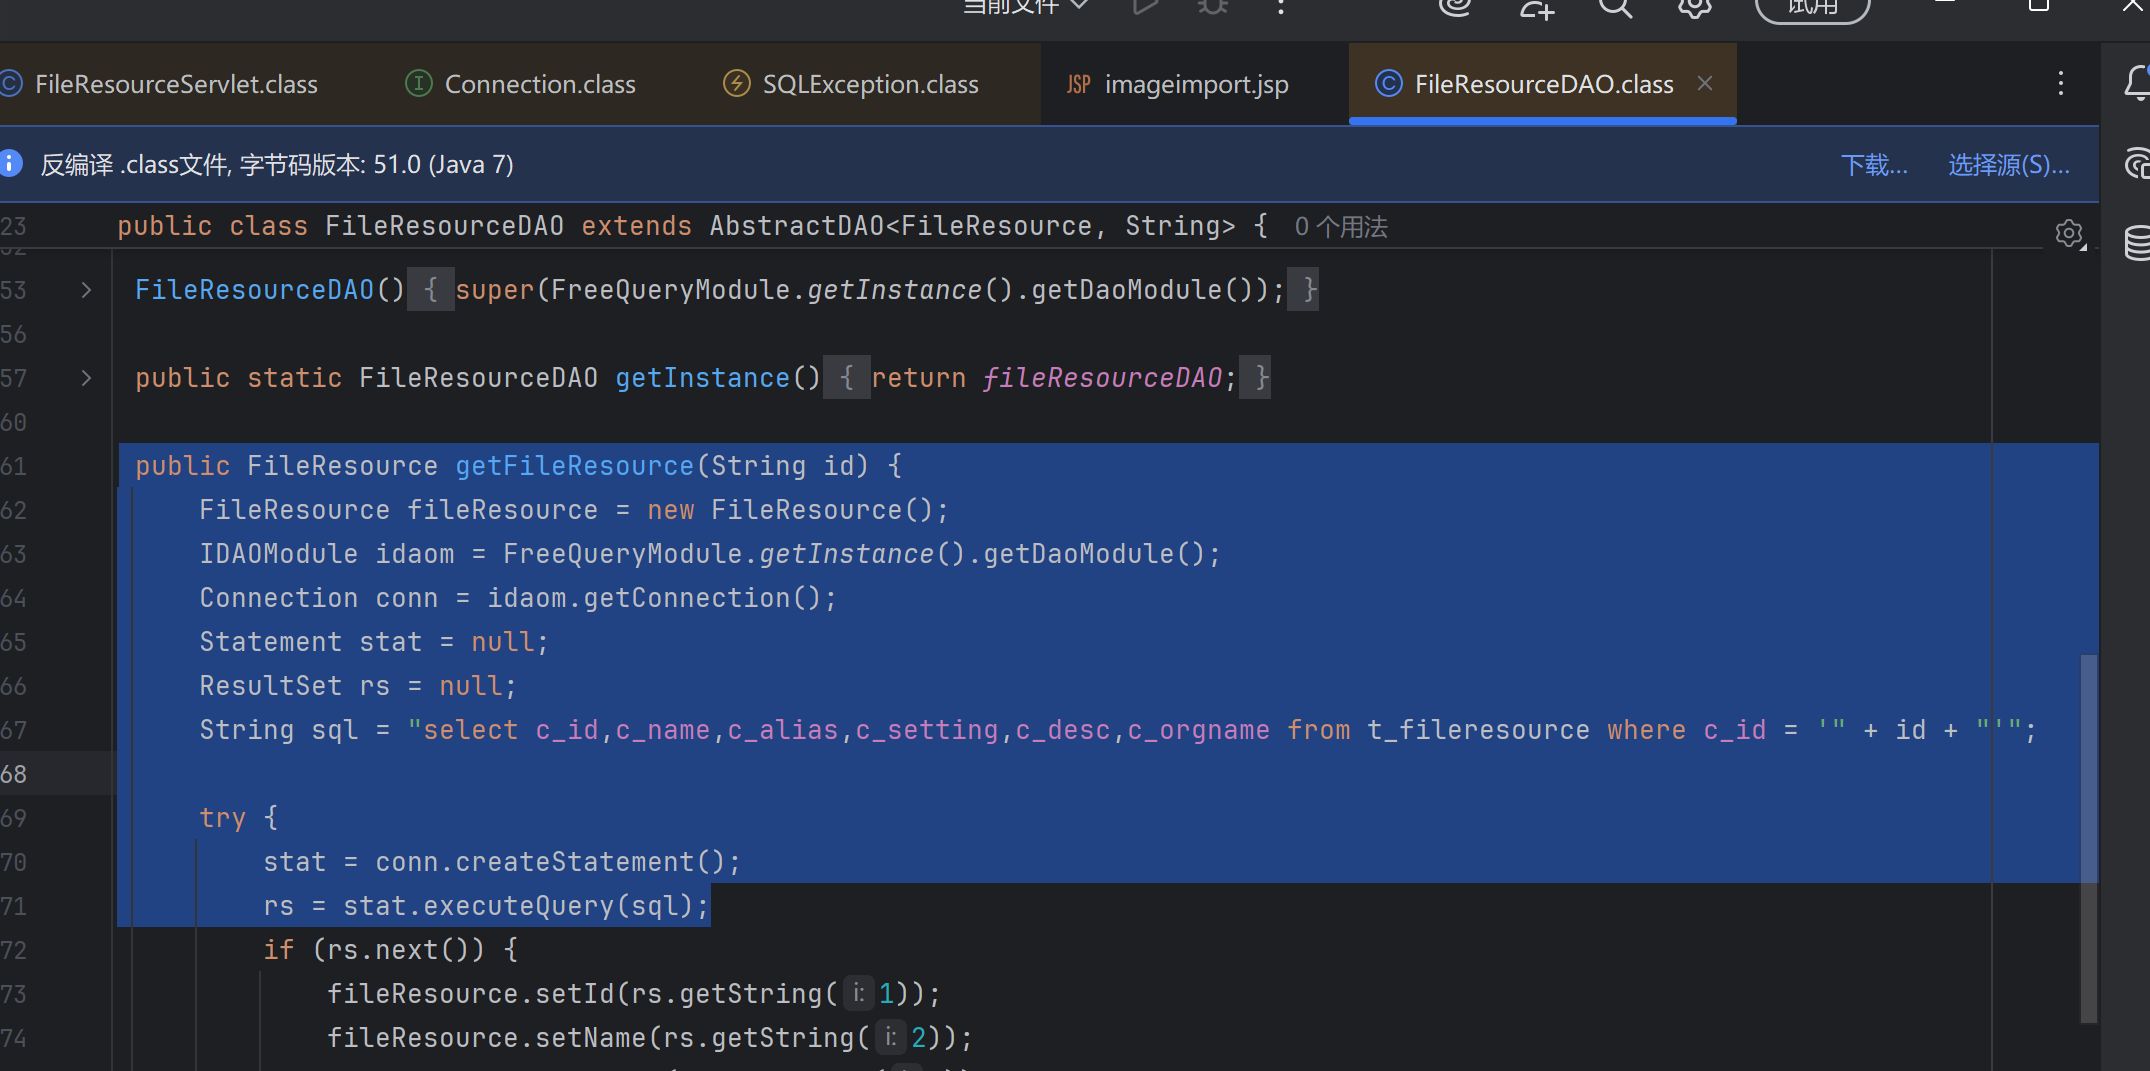 当前文件 试用
FileResourceServlet.class Connection.class SQLException.class JSP imageimport.jsp FileResourceDAO.class
反编译 .class文件, 字节码版本: 51.0 (Java 7) 下载... 选择源(S)...
23 public class FileResourceDAO extends AbstractDAO<FileResource, String> { 0 个用法
53 FileResourceDAO() { super(FreeQueryModule.getInstance().getDaoModule()); }
56
57 public static FileResourceDAO getInstance() { return fileResourceDAO; }
60
61 public FileResource getFileResource(String id) {
62 FileResource fileResource = new FileResource();
63 IDAOModule idaom = FreeQueryModule.getInstance().getDaoModule();
64 Connection conn = idaom.getConnection();
65 Statement stat = null;
66 ResultSet rs = null;
67 String sql = "select c_id,c_name,c_alias,c_setting,c_desc,c_orgname from t_fileresource where c_id = '" + id + "'";
68
69 try {
70 stat = conn.createStatement();
71 rs = stat.executeQuery(sql);
72 if (rs.next()) {
73 fileResource.setId(rs.getString( i: 1));
74 fileResource.setName(rs.getString( i: 2));